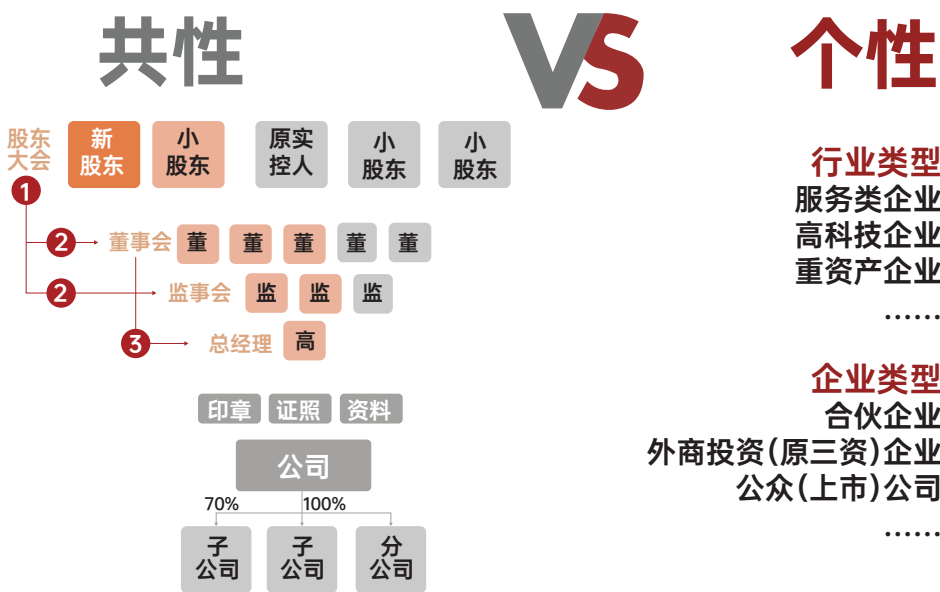 共性
VS
个性
股东
大会
新
股东
小
股东
原实
控人
小
股东
小
股东
1
2
董事会
董
董
董
董
董
2
监事会
监
监
监
3
总经理
高
印章
证照
资料
公司
70%
100%
子
公司
子
公司
分
公司
行业类型
服务类企业
高科技企业
重资产企业
……
企业类型
合伙企业
外商投资(原三资)企业
公众(上市)公司
……